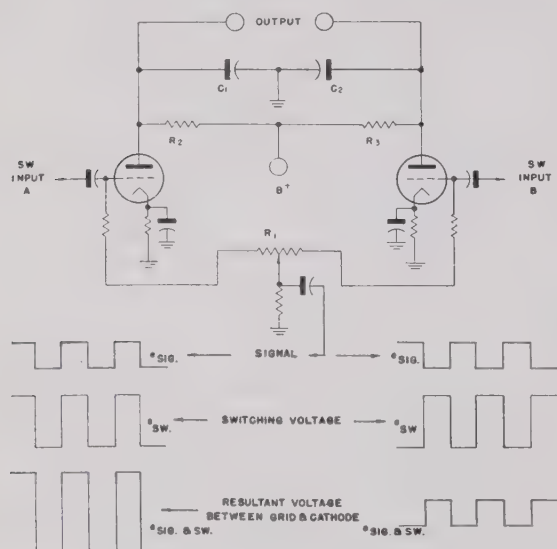 OUTPUT
C1
C2
R2
R3
SW
INPUT
A
B+
SW
INPUT
B
R1
eSIG.
SIGNAL
eSIG.
eSW.
SWITCHING VOLTAGE
eSW
RESULTANT VOLTAGE
BETWEEN GRID & CATHODE
eSIG. & SW.
eSIG. & SW.